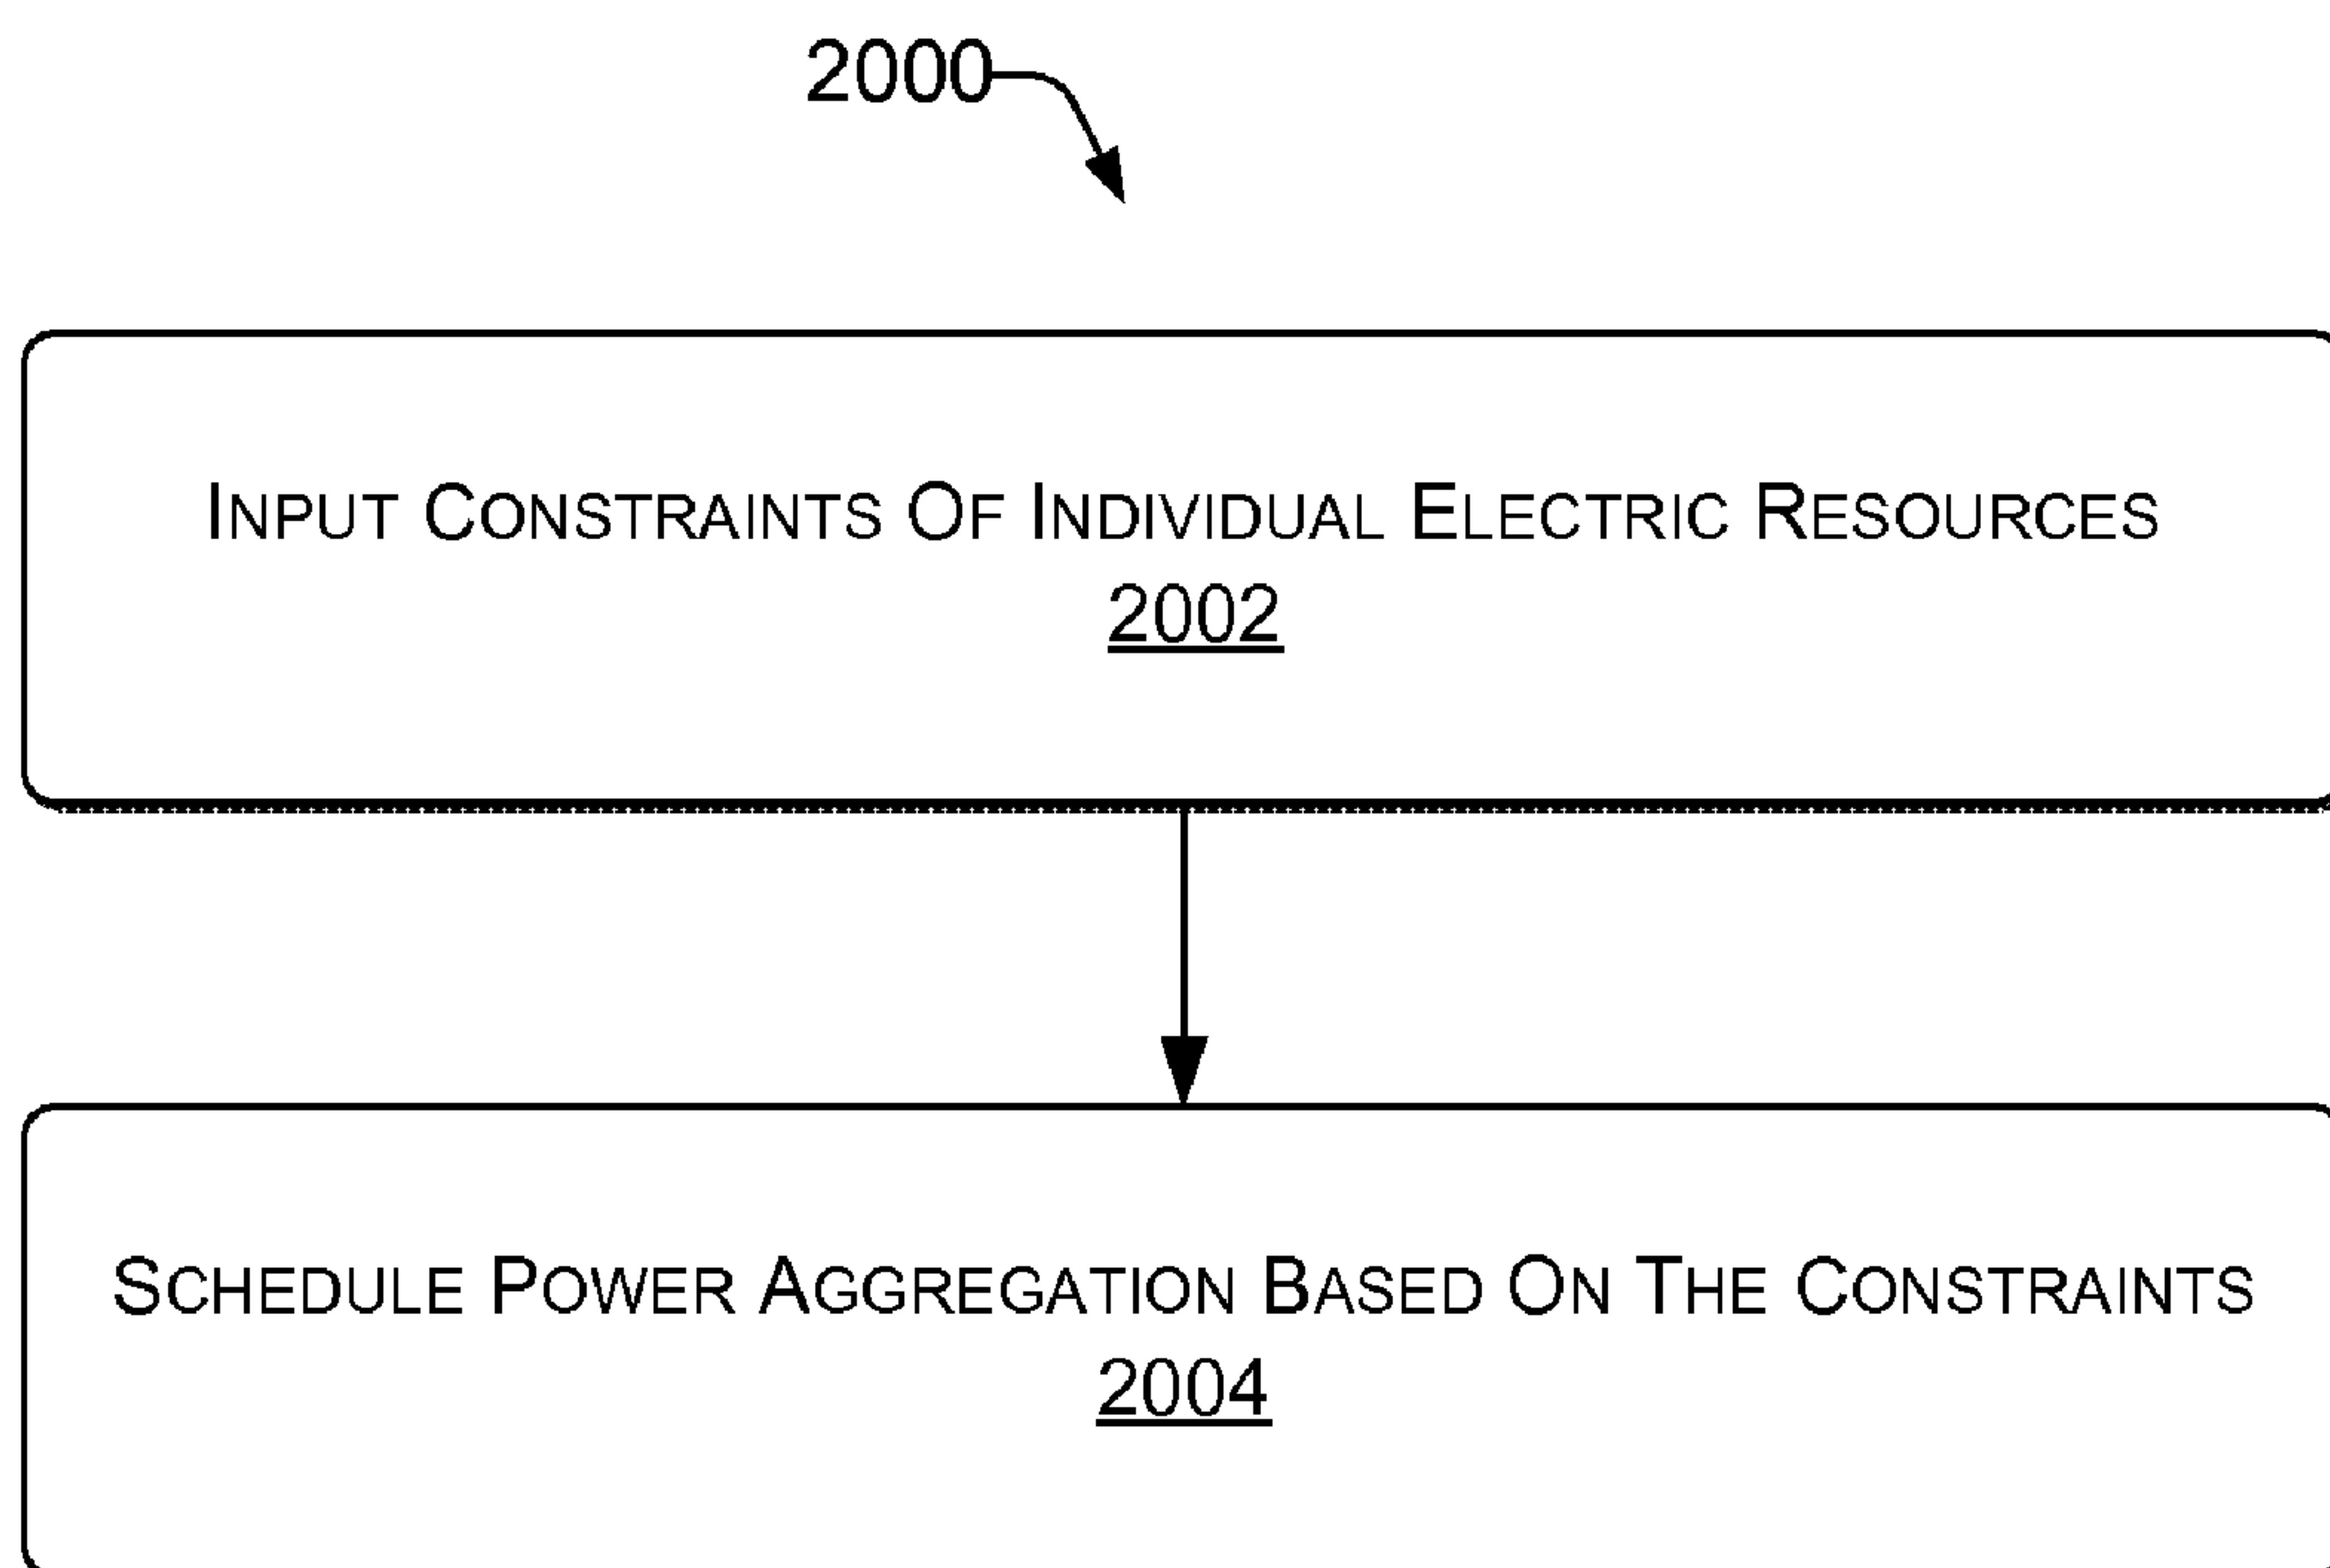 2000
INPUT CONSTRAINTS OF INDIVIDUAL ELECTRIC RESOURCES
2002
SCHEDULE POWER AGGREGATION BASED ON THE CONSTRAINTS
2004